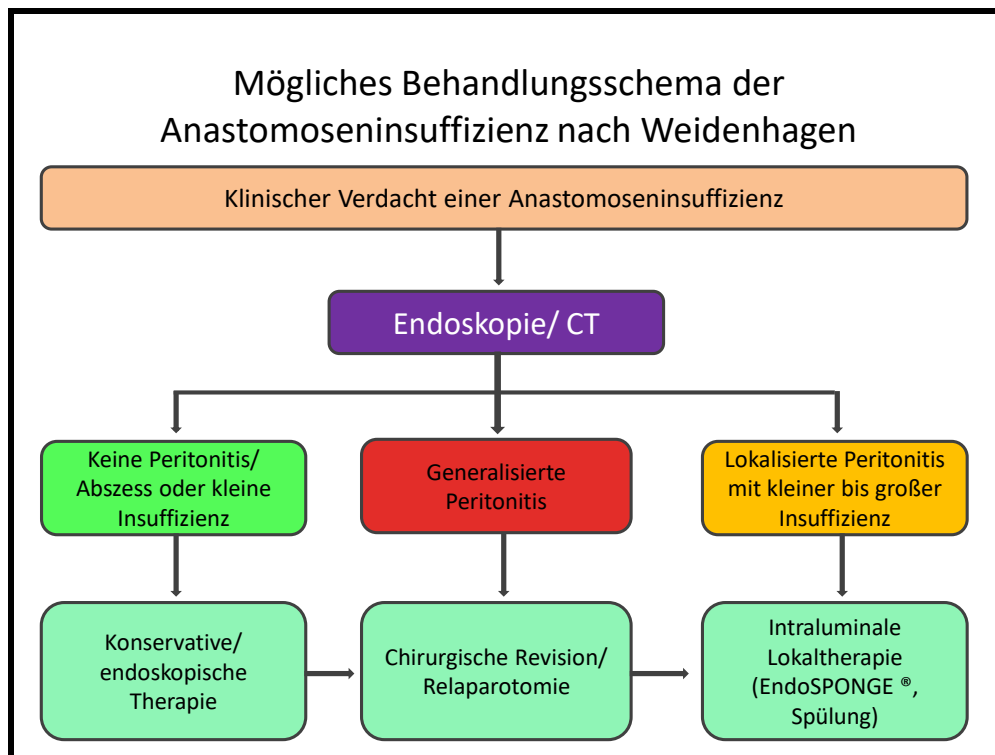 Mögliches Behandlungsschema der
Anastomoseninsuffizienz nach Weidenhagen
Klinischer Verdacht einer Anastomoseninsuffizienz
Endoskopie/ CT
Keine Peritonitis/
Abszess oder kleine
Insuffizienz
Generalisierte
Peritonitis
Lokalisierte Peritonitis
mit kleiner bis großer
Insuffizienz
Konservative/
endoskopische
Therapie
Chirurgische Revision/
Relaparotomie
Intraluminale
Lokaltherapie
(EndoSPONGE ®,
Spülung)